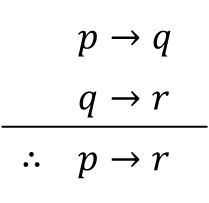 p → q
q → r
∴ p → r